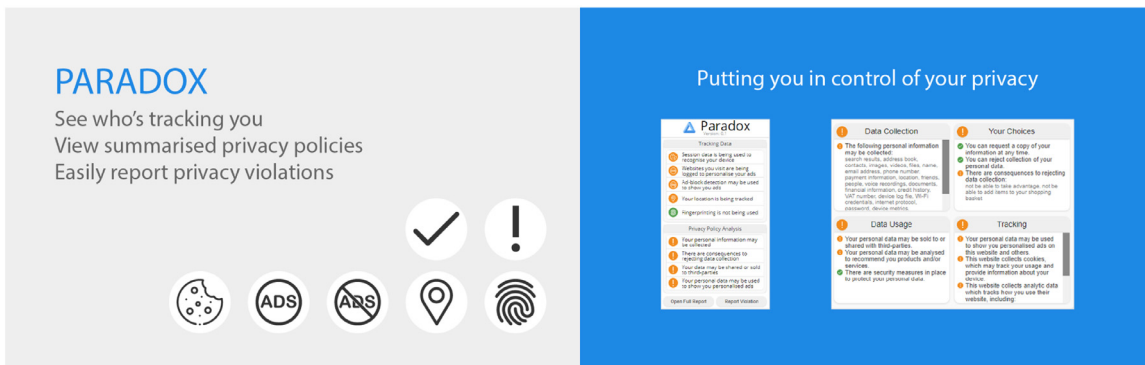 PARADOX
See who's tracking you
View summarised privacy policies
Easily report privacy violations
ADS
ADS
Putting you in control of your privacy
Paradox
Tracking Data
Session data is being used to
recognise your device
Websites you visit are being
logged to personalise your ads
Ad-block detection may be used
to show you ads
Your location is being tracked
Fingerprinting is not being used
Privacy Policy Analysis
Your personal information may
be collected
There are consequences to
rejecting data collection
Your data may be shared or sold
to third-parties
Your personal data may be used
to show you personalised ads
Open Full Report
Report Violation
Data Collection
The following personal information
may be collected:
search results, address book,
contacts, images, videos, files, name,
email address, phone number,
payment information, location, friends,
people, voice recordings, documents,
financial information, credit history,
VAT number, device log file, Wi-Fi
credentials, internet protocol,
password, device metrics,
Your Choices
You can request a copy of your
information at any time.
You can reject collection of your
personal data.
There are consequences to rejecting
data collection:
not be able to take advantage, not be
able to add items to your shopping
basket
Data Usage
Your personal data may be sold to or
shared with third-parties.
Your personal data may be analysed
to recommend you products and/or
services.
There are security measures in place
to protect your personal data.
Tracking
Your personal data may be used
to show you personalised ads on
this website and others.
This website collects cookies,
which may track your usage and
provide information about your
device.
This website collects analytic data
which tracks how you use their
website, including: